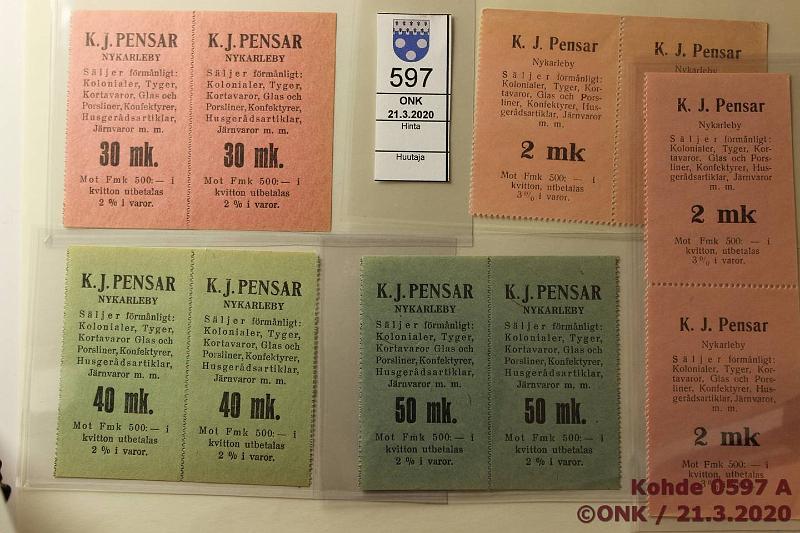 K. J. PENSAR
NYKARLEBY
Säljer förmånligt:
Kolonialer, Tyger,
Kortavaror, Glas och
Porsliner, Konfektyrer,
Husgerådsartiklar,
Järnvaror m. m.
30 mk.
Mot Fmk 500: — i
kvitton utbetalas
2 % i varor.
K. J. PENSAR
NYKARLEBY
Säljer förmånligt:
Kolonialer, Tyger,
Kortavaror, Glas och
Porsliner, Konfektyrer,
Husgerådsartiklar,
Järnvaror m. m.
30 mk.
Mot Fmk 500: — i
kvitton utbetalas
2 % i varor.
597
ONK
21.3.2020
Hinta
Huutaja
K. J. Pensar
Nykarleby
Säljer förmånligt:
Kolonialer, Tyger, Kor-
tavaror, Glas och Pors-
liner, Konfektyrer, Hus-
gerådsartiklar, Järnvaror
m. m.
2 mk
Mot Fmk 500: — i
kvitton, utbetalas
3 % i varor.
K. J. Pensar
Nykarleby
K. J. Pensar
Nykarleby
Säljer förmånligt:
Kolonialer, Tyger, Kor-
tavaror, Glas och Pors-
liner, Konfektyrer, Hus-
gerådsartiklar, Järnvaror
m. m.
2 mk
Mot Fmk 500: — i
kvitton, utbetalas
3 % i varor.
K. J. Pensar
Nykarleby
Säljer förmånligt:
Kolonialer, Tyger, Kor-
tavaror, Glas och Pors-
liner, Konfektyrer, Hus-
gerådsartiklar, Järnvaror,
m. m.
2 mk
Mot Fmk 500: — i
kvitton, utbetalas
K. J. PENSAR
NYKARLEBY
Säljer förmånligt:
Kolonialer, Tyger,
Kortavaror, Glas och
Porsliner, Konfektyrer,
Husgerådsartiklar,
Järnvaror m. m.
40 mk.
Mot Fmk 500: — i
kvitton utbetalas
2 % i varor.
K. J. PENSAR
NYKARLEBY
Säljer förmånligt:
Kolonialer, Tyger,
Kortavaror, Glas och
Porsliner, Konfektyrer,
Husgerådsartiklar,
Järnvaror m. m.
40 mk.
Mot Fmk 500: — i
kvitton utbetalas
2 % i varor.
K. J. PENSAR
NYKARLEBY
Säljer förmånligt:
Kolonialer, Tyger,
Kortavaror, Glas och
Porsliner, Konfektyrer,
Husgerådsartiklar,
Järnvaror m. m.
50 mk.
Mot Fmk 500: — i
kvitton utbetalas
2 % i varor.
K. J. PENSAR
NYKARLEBY
Säljer förmånligt:
Kolonialer, Tyger,
Kortavaror, Glas och
Porsliner, Konfektyrer,
Husgerådsartiklar,
Järnvaror m. m.
50 mk.
Mot Fmk 500: — i
kvitton utbetalas
2 % i varor.
Kohde 0597 A
©ONK / 21.3.2020